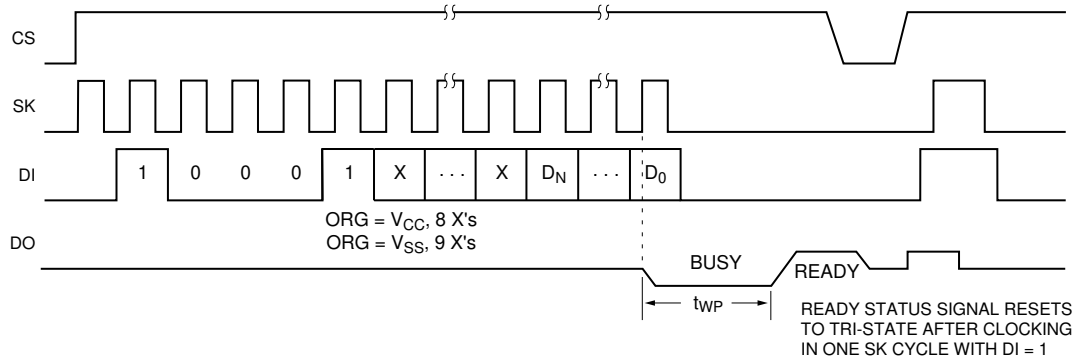 CS
SK
DI
1 0 0 0 1 X ... X DN ... D0
ORG = VCC, 8 X's
ORG = VSS, 9 X's
DO
BUSY
READY
tWP
READY STATUS SIGNAL RESETS
TO TRI-STATE AFTER CLOCKING
IN ONE SK CYCLE WITH DI = 1